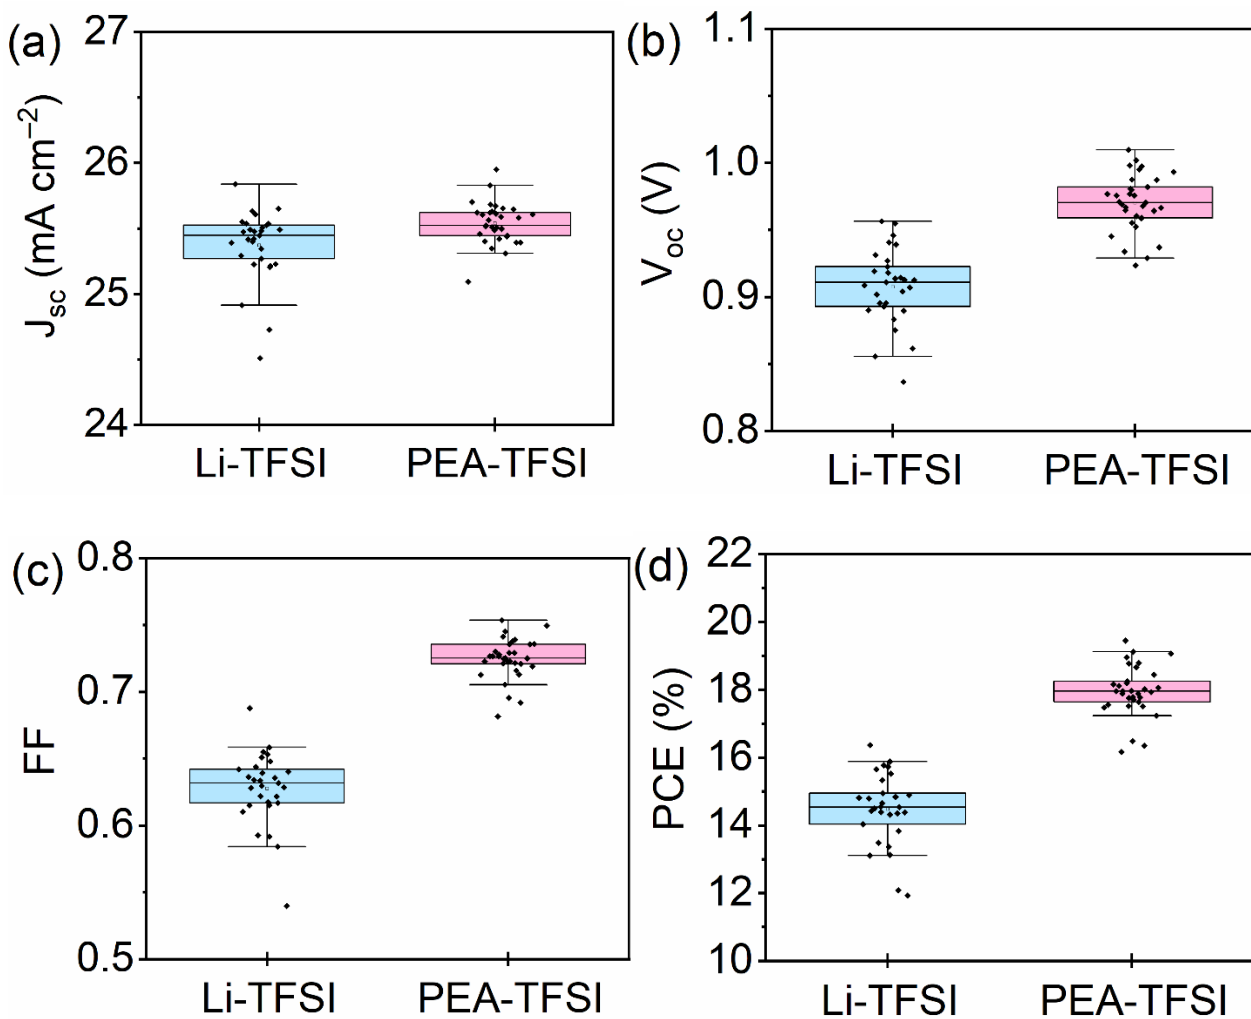 (a)
J_sc (mA cm⁻²)
27
26
25
24
Li-TFSI PEA-TFSI
(b)
V_oc (V)
1.1
1.0
0.9
0.8
Li-TFSI PEA-TFSI
(c)
FF
0.8
0.7
0.6
0.5
Li-TFSI PEA-TFSI
(d)
PCE (%)
22
20
18
16
14
12
10
Li-TFSI PEA-TFSI